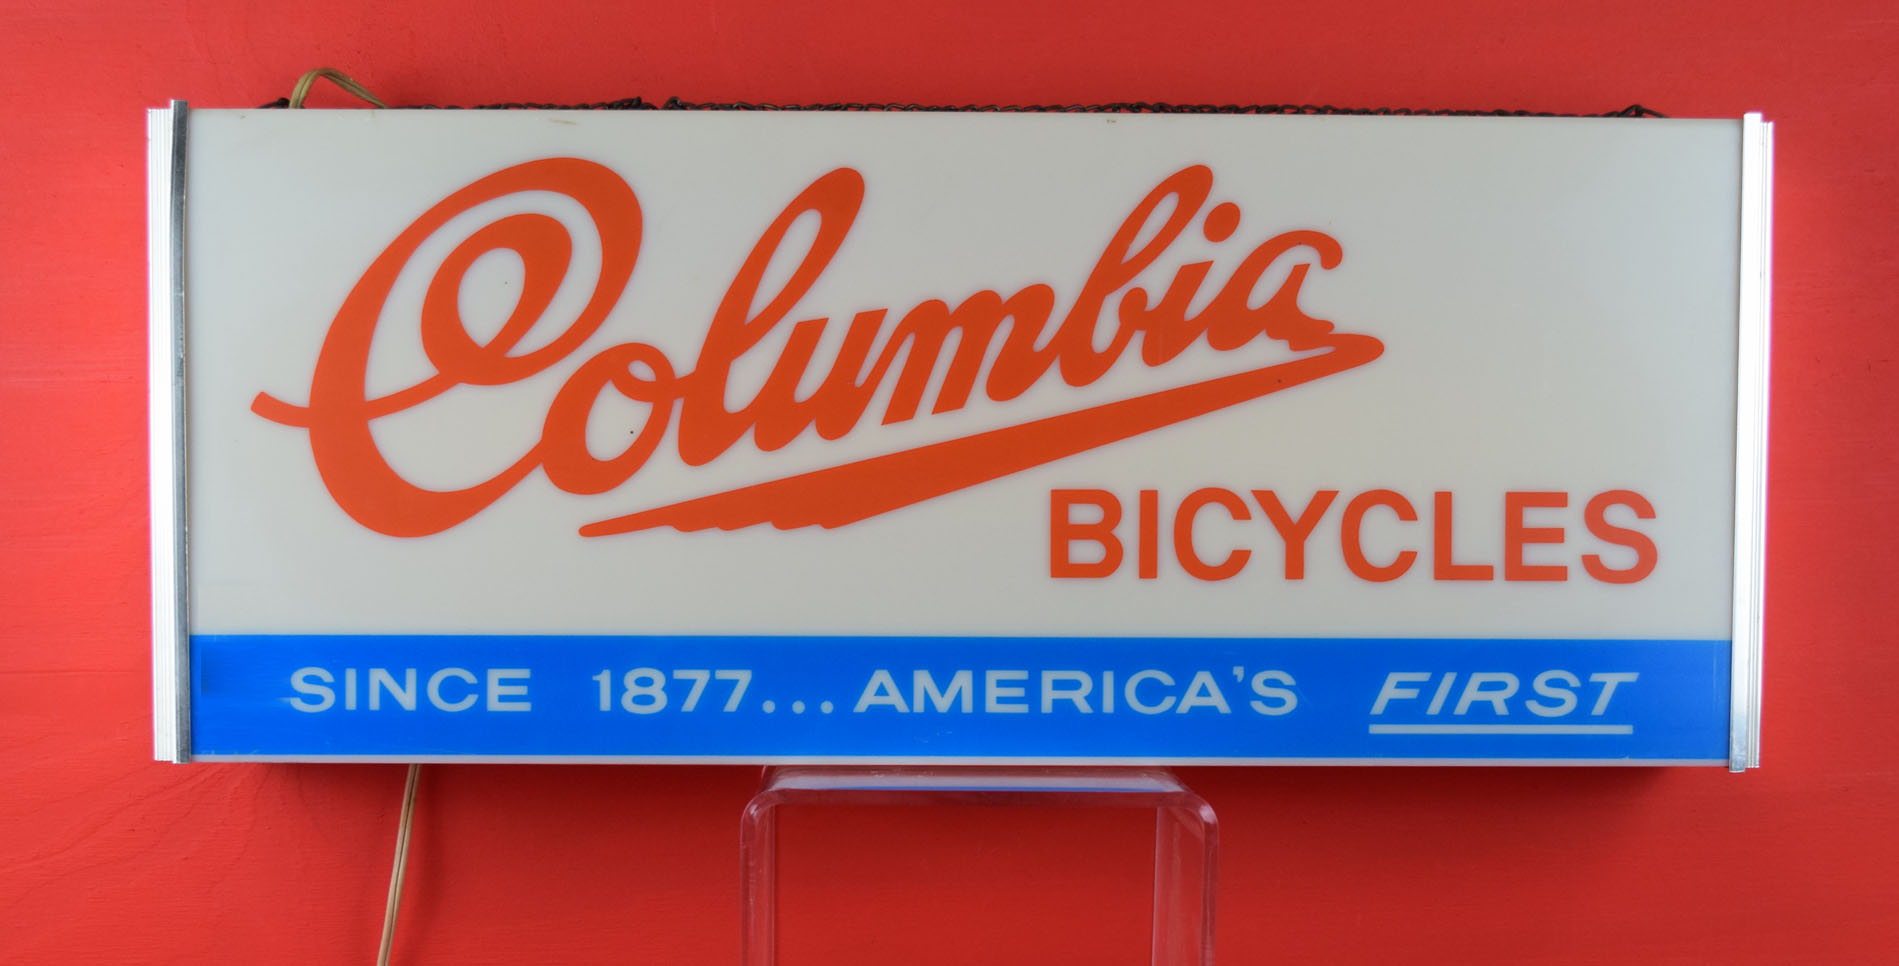 Columbia
BICYCLES
SINCE 1877... AMERICA'S FIRST